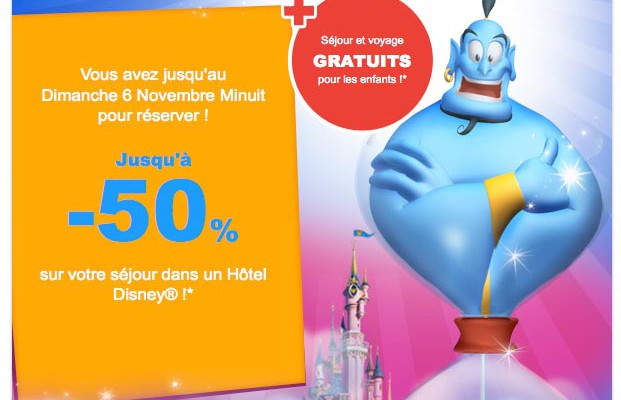 Vous avez jusqu'au
Dimanche 6 Novembre Minuit
pour réserver !
Jusqu'à
-50%
sur votre séjour dans un Hôtel
Disney® !*
+
Séjour et voyage
GRATUITS
pour les enfants !*